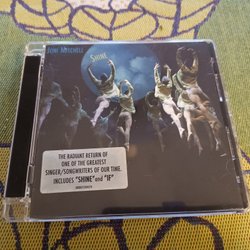 JONI MITCHELL
SHINE
THE RADIANT RETURN OF
ONE OF THE GREATEST
SINGER/SONGWRITERS OF OUR TIME.
INCLUDES "SHINE" and "IF"